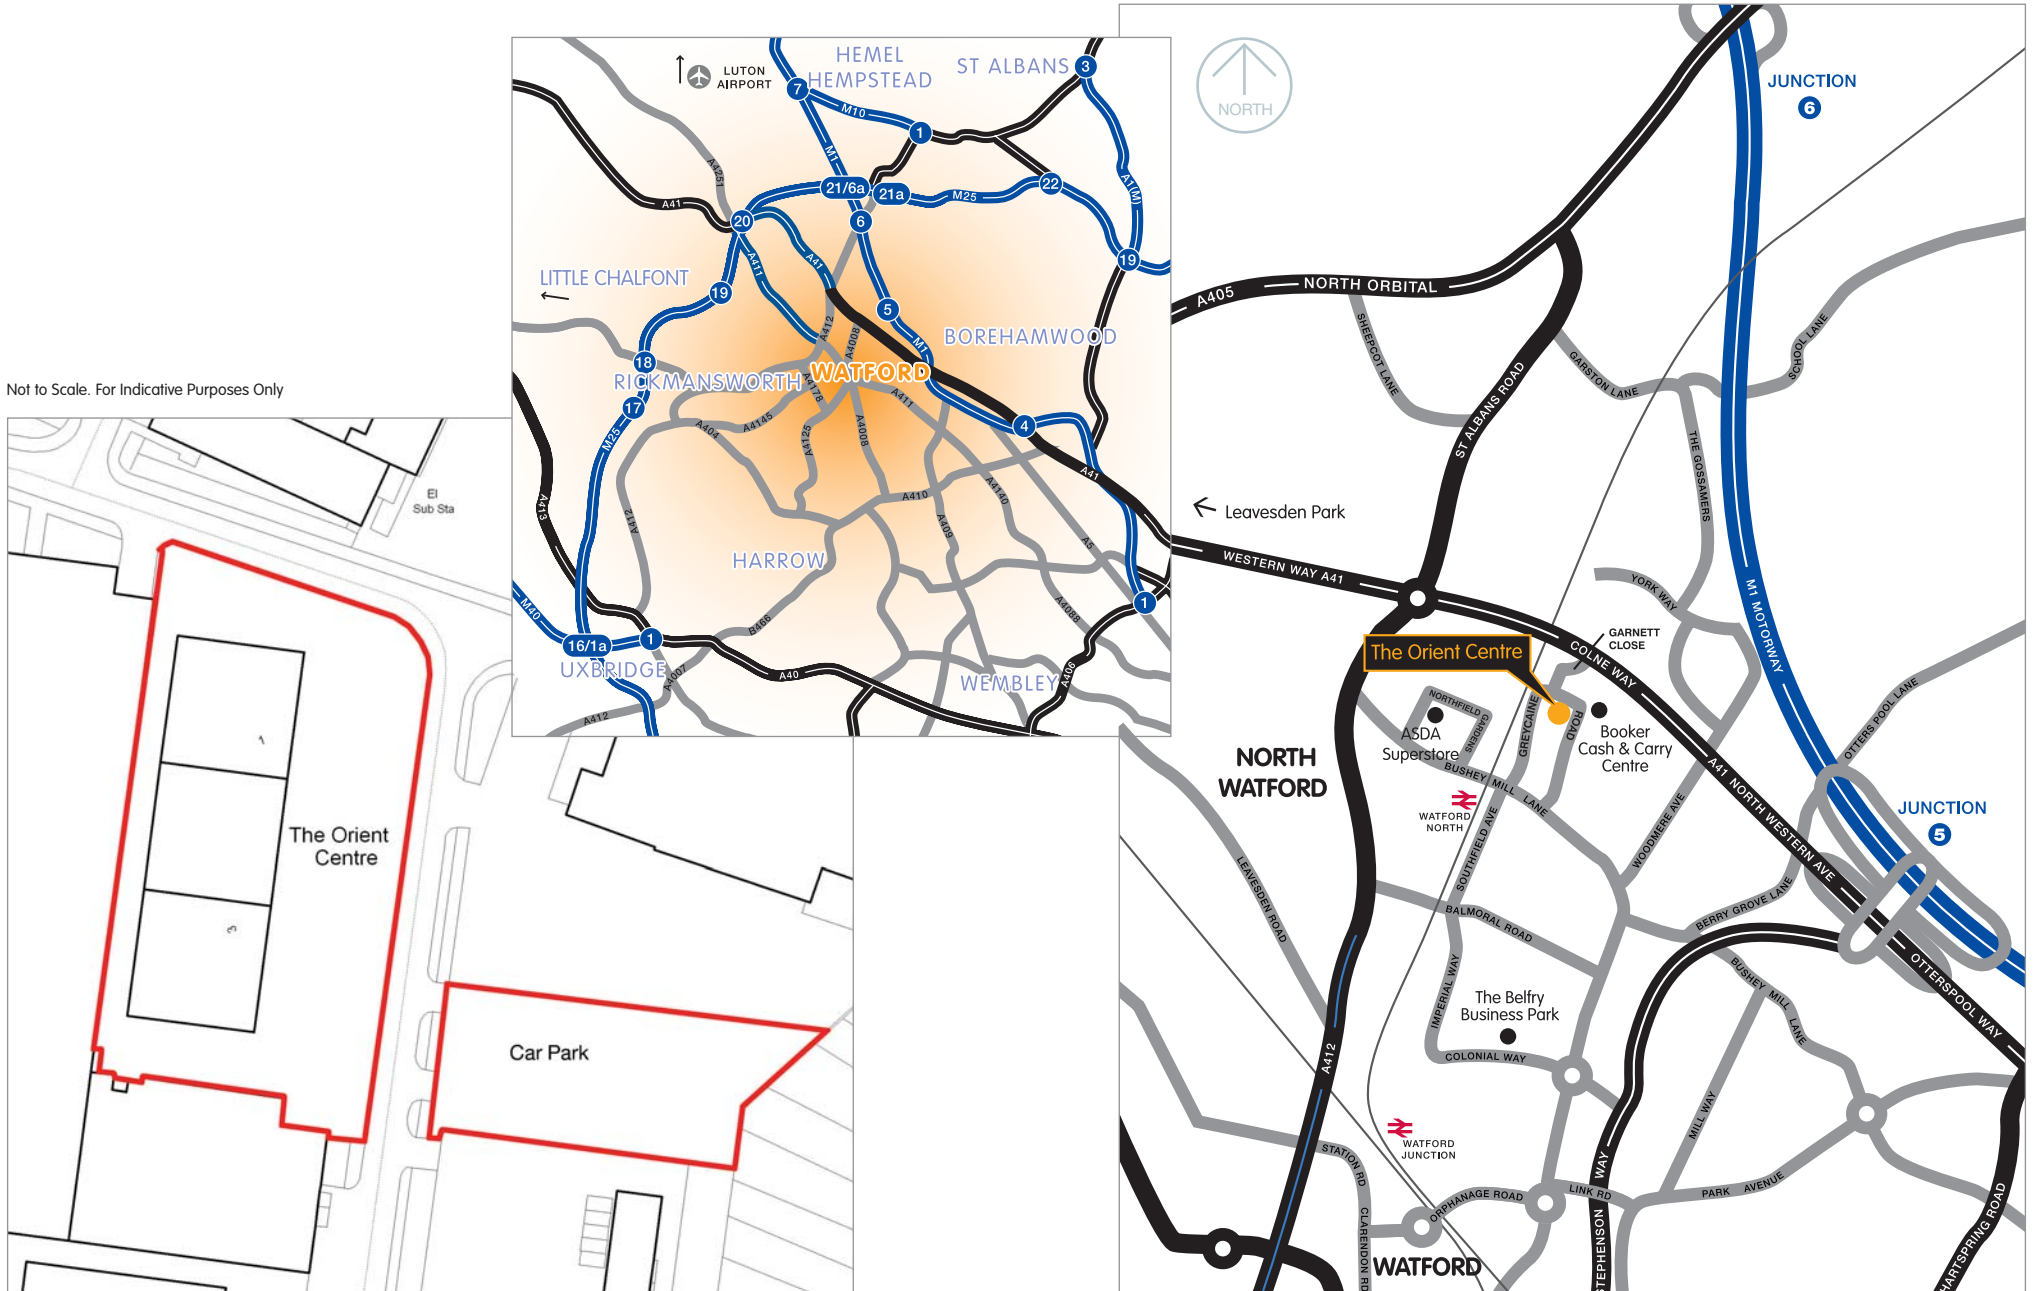 Not to Scale. For Indicative Purposes Only
El
Sub Sta
1
The Orient
Centre
3
Car Park
LUTON
AIRPORT
HEMEL
HEMPSTEAD
ST ALBANS
3
7
M10
1
M1
A4251
A1(M)
21/6a
21a
M25
22
A41
20
6
19
A411
A41
LITTLE CHALFONT
19
5
A412
A4008
M1
BOREHAMWOOD
18
RICKMANSWORTH
WATFORD
A4178
A411
17
A4145
A404
A4125
A4008
4
M25
A41
A413
A412
A410
A4140
A409
A5
HARROW
M40
A4088
1
B466
16/1a
1
UXBRIDGE
A4007
A40
WEMBLEY
A406
A412
NORTH
JUNCTION
6
A405
NORTH ORBITAL
SHEEPCOT LANE
GARSTON LANE
SCHOOL LANE
ST ALBANS ROAD
THE GOSSAMERS
Leavesden Park
WESTERN WAY A41
YORK WAY
M1 MOTORWAY
GARNETT
CLOSE
COLNE WAY
The Orient Centre
NORTHFIELD
GARDENS
GREYCAINE
ROAD
ASDA
Superstore
Booker
Cash & Carry
Centre
OTTERS POOL LANE
NORTH
WATFORD
BUSHEY MILL LANE
A41 NORTH WESTERN AVE
WATFORD
NORTH
SOUTHFIELD AVE
WOODMERE AVE
JUNCTION
5
LEAVESDEN ROAD
BALMORAL ROAD
BERRY GROVE LANE
IMPERIAL WAY
BUSHEY MILL LANE
OTTERSPOOL WAY
The Belfry
Business Park
COLONIAL WAY
A412
MILL WAY
WATFORD
JUNCTION
STATION RD
ORPHANAGE ROAD
LINK RD
PARK AVENUE
CLARENDON RD
WATFORD
STEPHENSON WAY
HARTSPRING ROAD